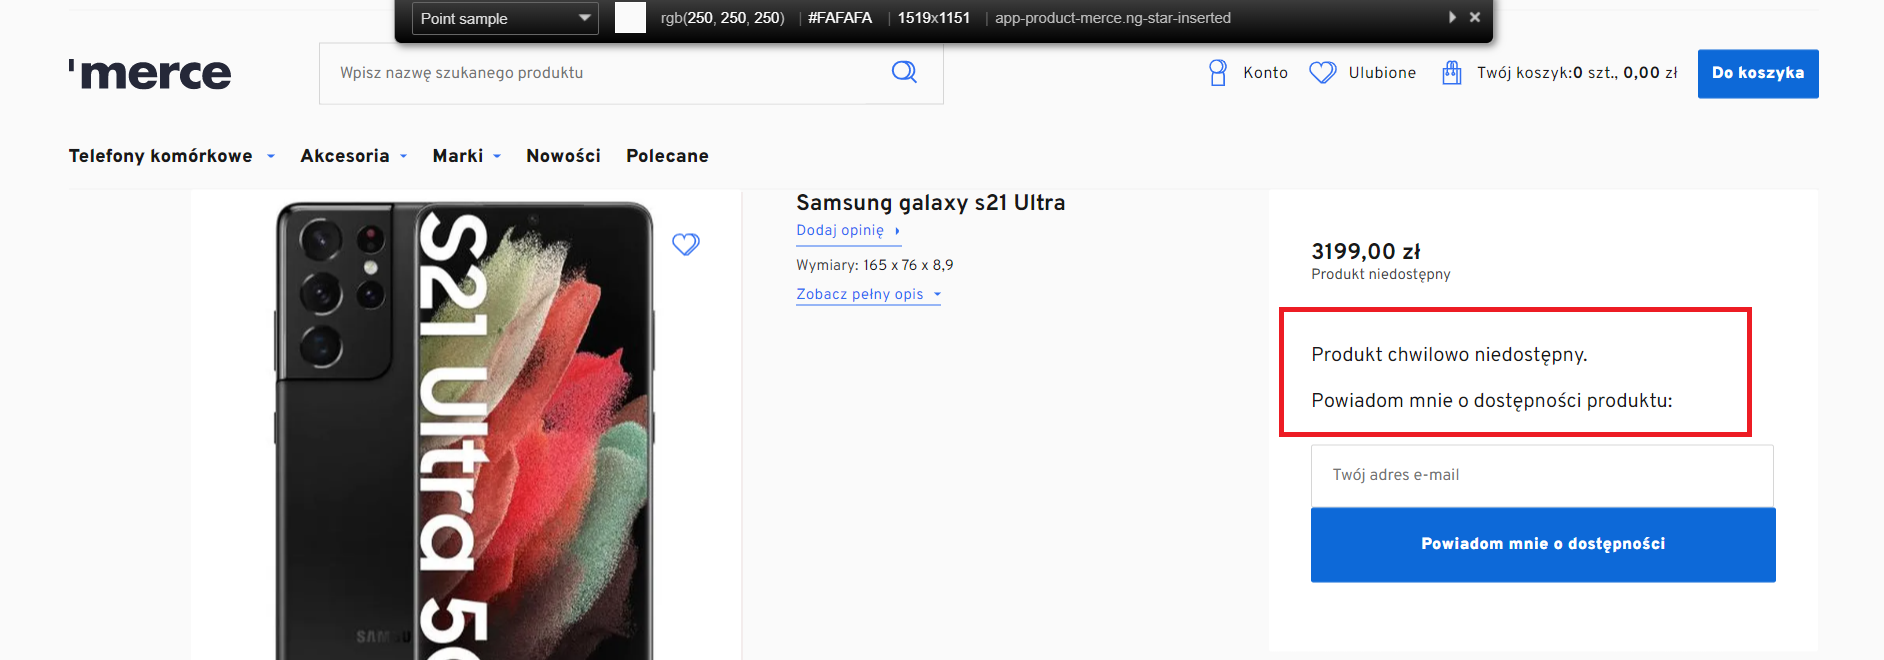 Point sample
rgb(250, 250, 250) | #FAFAFA | 1519x1151 | app-product-merce.ng-star-inserted
'merce
Wpisz nazwę szukanego produktu
Konto
Ulubione
Twój koszyk:0 szt., 0,00 zł
Do koszyka
Telefony komórkowe
Akcesoria
Marki
Nowości
Polecane
S21 Ultra 5G
SAMSU
Samsung galaxy s21 Ultra
Dodaj opinię
Wymiary: 165 x 76 x 8,9
Zobacz pełny opis
3199,00 zł
Produkt niedostępny
Produkt chwilowo niedostępny.
Powiadom mnie o dostępności produktu:
Twój adres e-mail
Powiadom mnie o dostępności